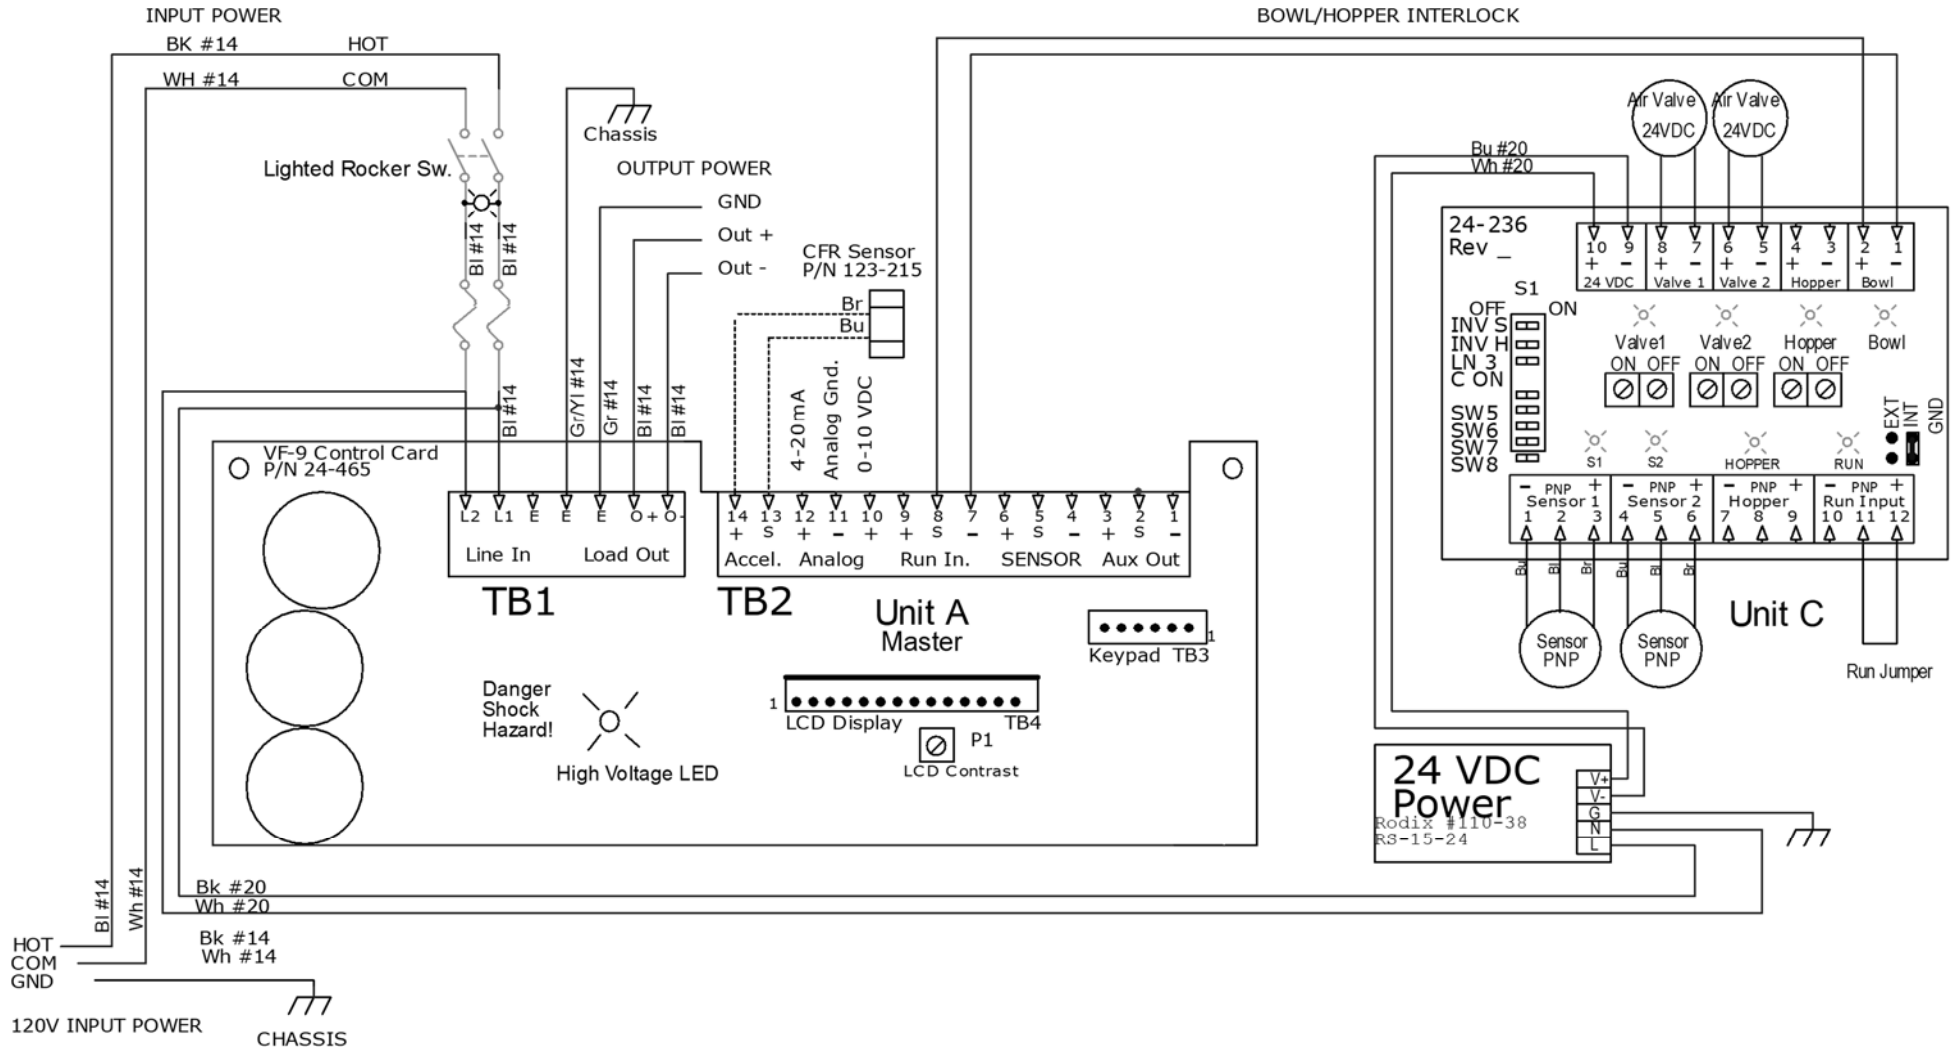 INPUT POWER
BK #14 HOT
WH #14 COM
Lighted Rocker Sw.
Bl #14
Bl #14
Bl #14
Chassis
OUTPUT POWER
GND
Out +
Out -
Gr/Yl #14
Gr #14
Bl #14
Bl #14
CFR Sensor
P/N 123-215
Br
Bu
4-20mA
Analog Gnd.
0-10 VDC
BOWL/HOPPER INTERLOCK
Air Valve
24VDC
Air Valve
24VDC
Bu #20
Wh #20
VF-9 Control Card
P/N 24-465
L2 L1 E E E O + O -
Line In Load Out
TB1
14 13 12 11 10 9 8 7 6 5 4 3 2 1
+ S + - + + S - + S - + S -
Accel. Analog Run In. SENSOR Aux Out
TB2
Unit A
Master
Keypad TB3
1
1
LCD Display TB4
P1
LCD Contrast
Danger
Shock
Hazard!
High Voltage LED
24-236
Rev _
10 9 8 7 6 5 4 3 2 1
+ - + - + - + - + -
24 VDC Valve 1 Valve 2 Hopper Bowl
S1
OFF ON
INV S
INV H
LN 3
C ON
SW5
SW6
SW7
SW8
Valve1 Valve2 Hopper Bowl
ON OFF ON OFF ON OFF
EXT
INT
GND
S1 S2 HOPPER RUN
- PNP + - PNP + - PNP + - PNP +
Sensor 1 Sensor 2 Hopper Run Input
1 2 3 4 5 6 7 8 9 10 11 12
Bu Bl Br Bu Bl Br
Sensor
PNP
Sensor
PNP
Unit C
Run Jumper
24 VDC
Power
Rodix #110-38
RS-15-24
V+
V-
G
N
L
Bl #14
Wh #14
Bk #20
Wh #20
Bk #14
Wh #14
HOT
COM
GND
120V INPUT POWER
CHASSIS